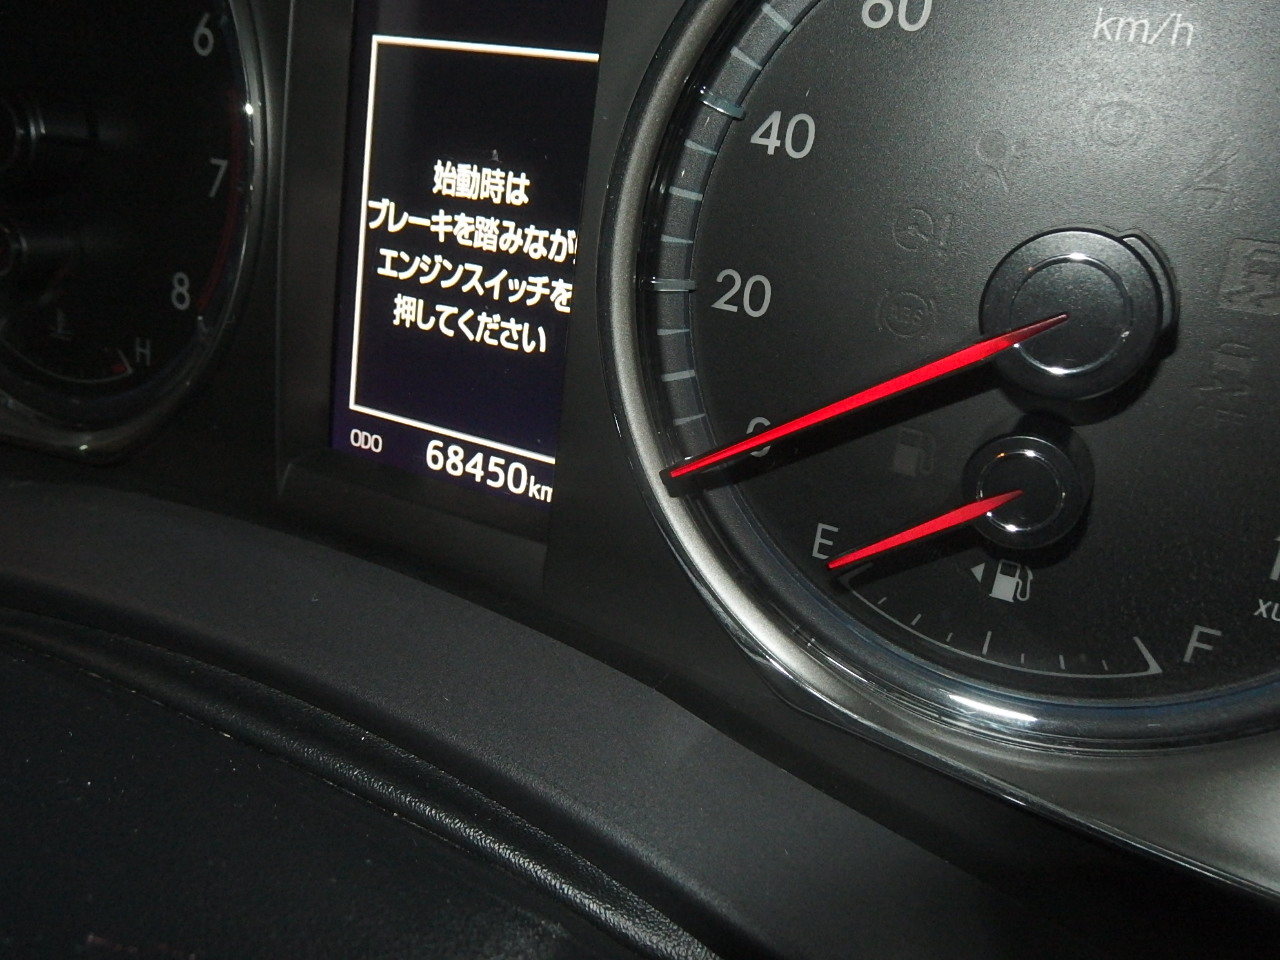 6
7
8
H
始動時は
ブレーキを踏みなが
エンジンスイッチを
押してください
ODO 68450km
60
km/h
40
20
0
E
F